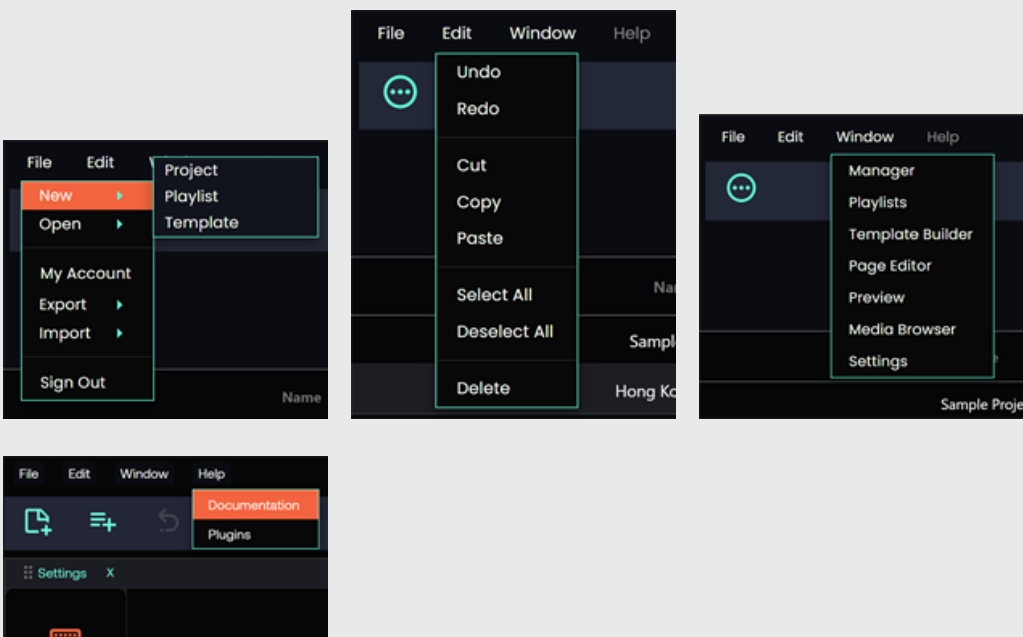 File Edit
Project
Playlist
Template
New
Open
My Account
Export
Import
Sign Out
Name
File Edit Window Help
Undo
Redo
Cut
Copy
Paste
Select All
Deselect All
Delete
File Edit Window Help
Manager
Playlists
Template Builder
Page Editor
Preview
Media Browser
Settings
Sample Proje
File Edit Window Help
Documentation
Plugins
Settings X